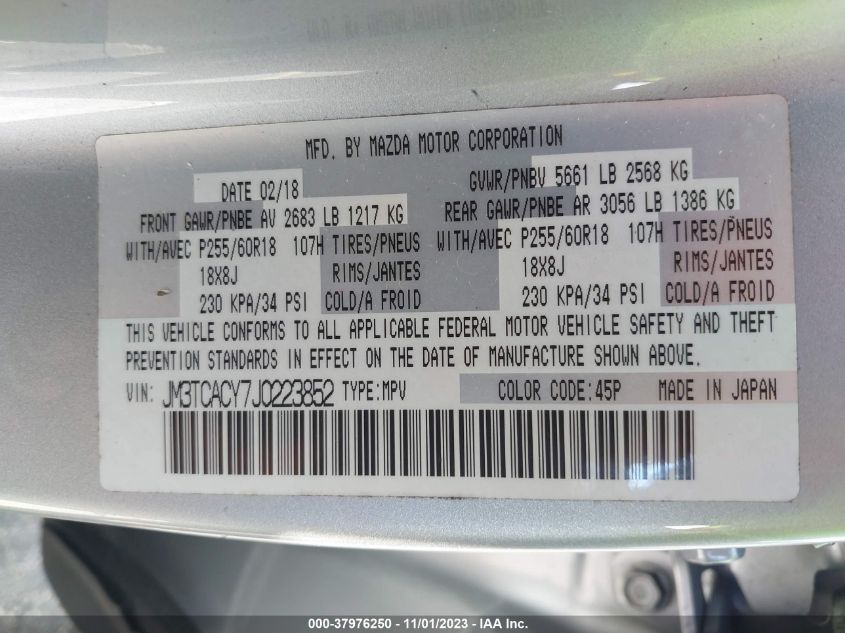 MFD. BY MAZDA MOTOR CORPORATION
DATE 02/18 GVWR/PNBV 5661 LB 2568 KG
FRONT GAWR/PNBE AV 2683 LB 1217 KG REAR GAWR/PNBE AR 3056 LB 1386 KG
WITH/AVEC P255/60R18 107H TIRES/PNEUS WITH/AVEC P255/60R18 107H TIRES/PNEUS
18X8J RIMS/JANTES 18X8J RIMS/JANTES
230 KPA/34 PSI COLD/A FROID 230 KPA/34 PSI COLD/A FROID
THIS VEHICLE CONFORMS TO ALL APPLICABLE FEDERAL MOTOR VEHICLE SAFETY AND THEFT
PREVENTION STANDARDS IN EFFECT ON THE DATE OF MANUFACTURE SHOWN ABOVE.
VIN: JM3TCACY7J0223852 TYPE:MPV COLOR CODE:45P MADE IN JAPAN
000-37976250 - 11/01/2023 - IAA Inc.